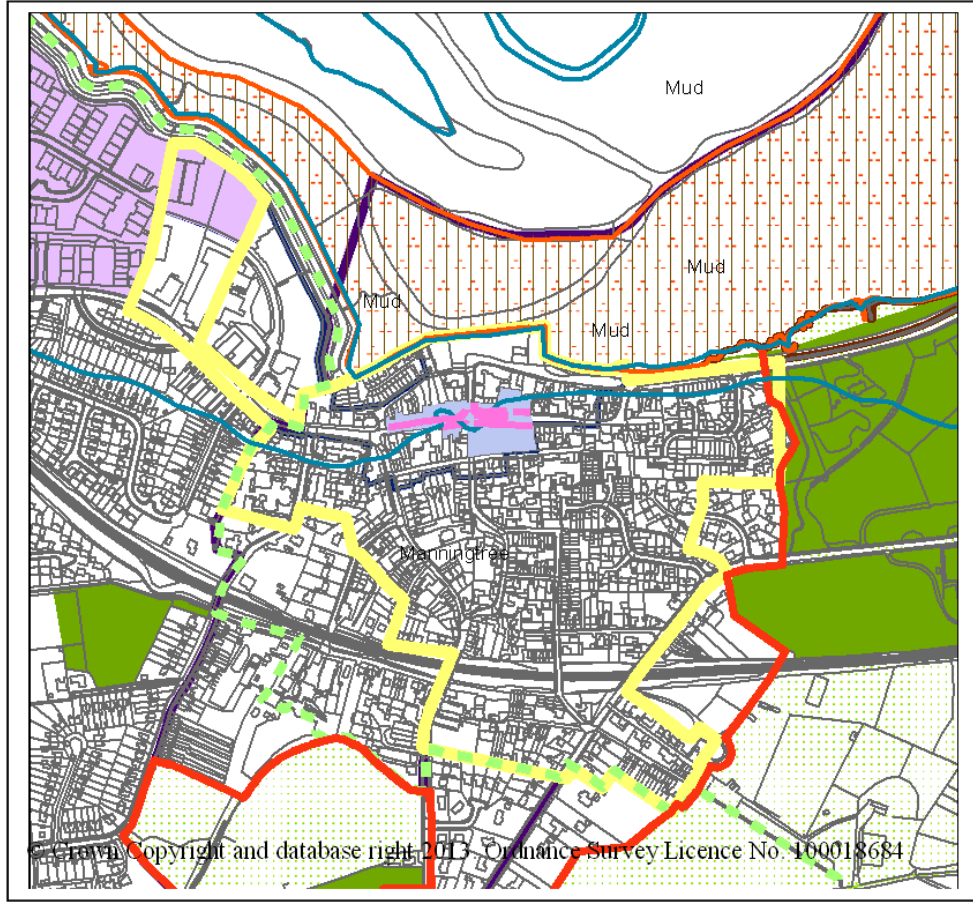 Mud
Mud
Mud
Mud
Manningtree
© Crown Copyright and database right 2013. Ordnance Survey Licence No. 100018684